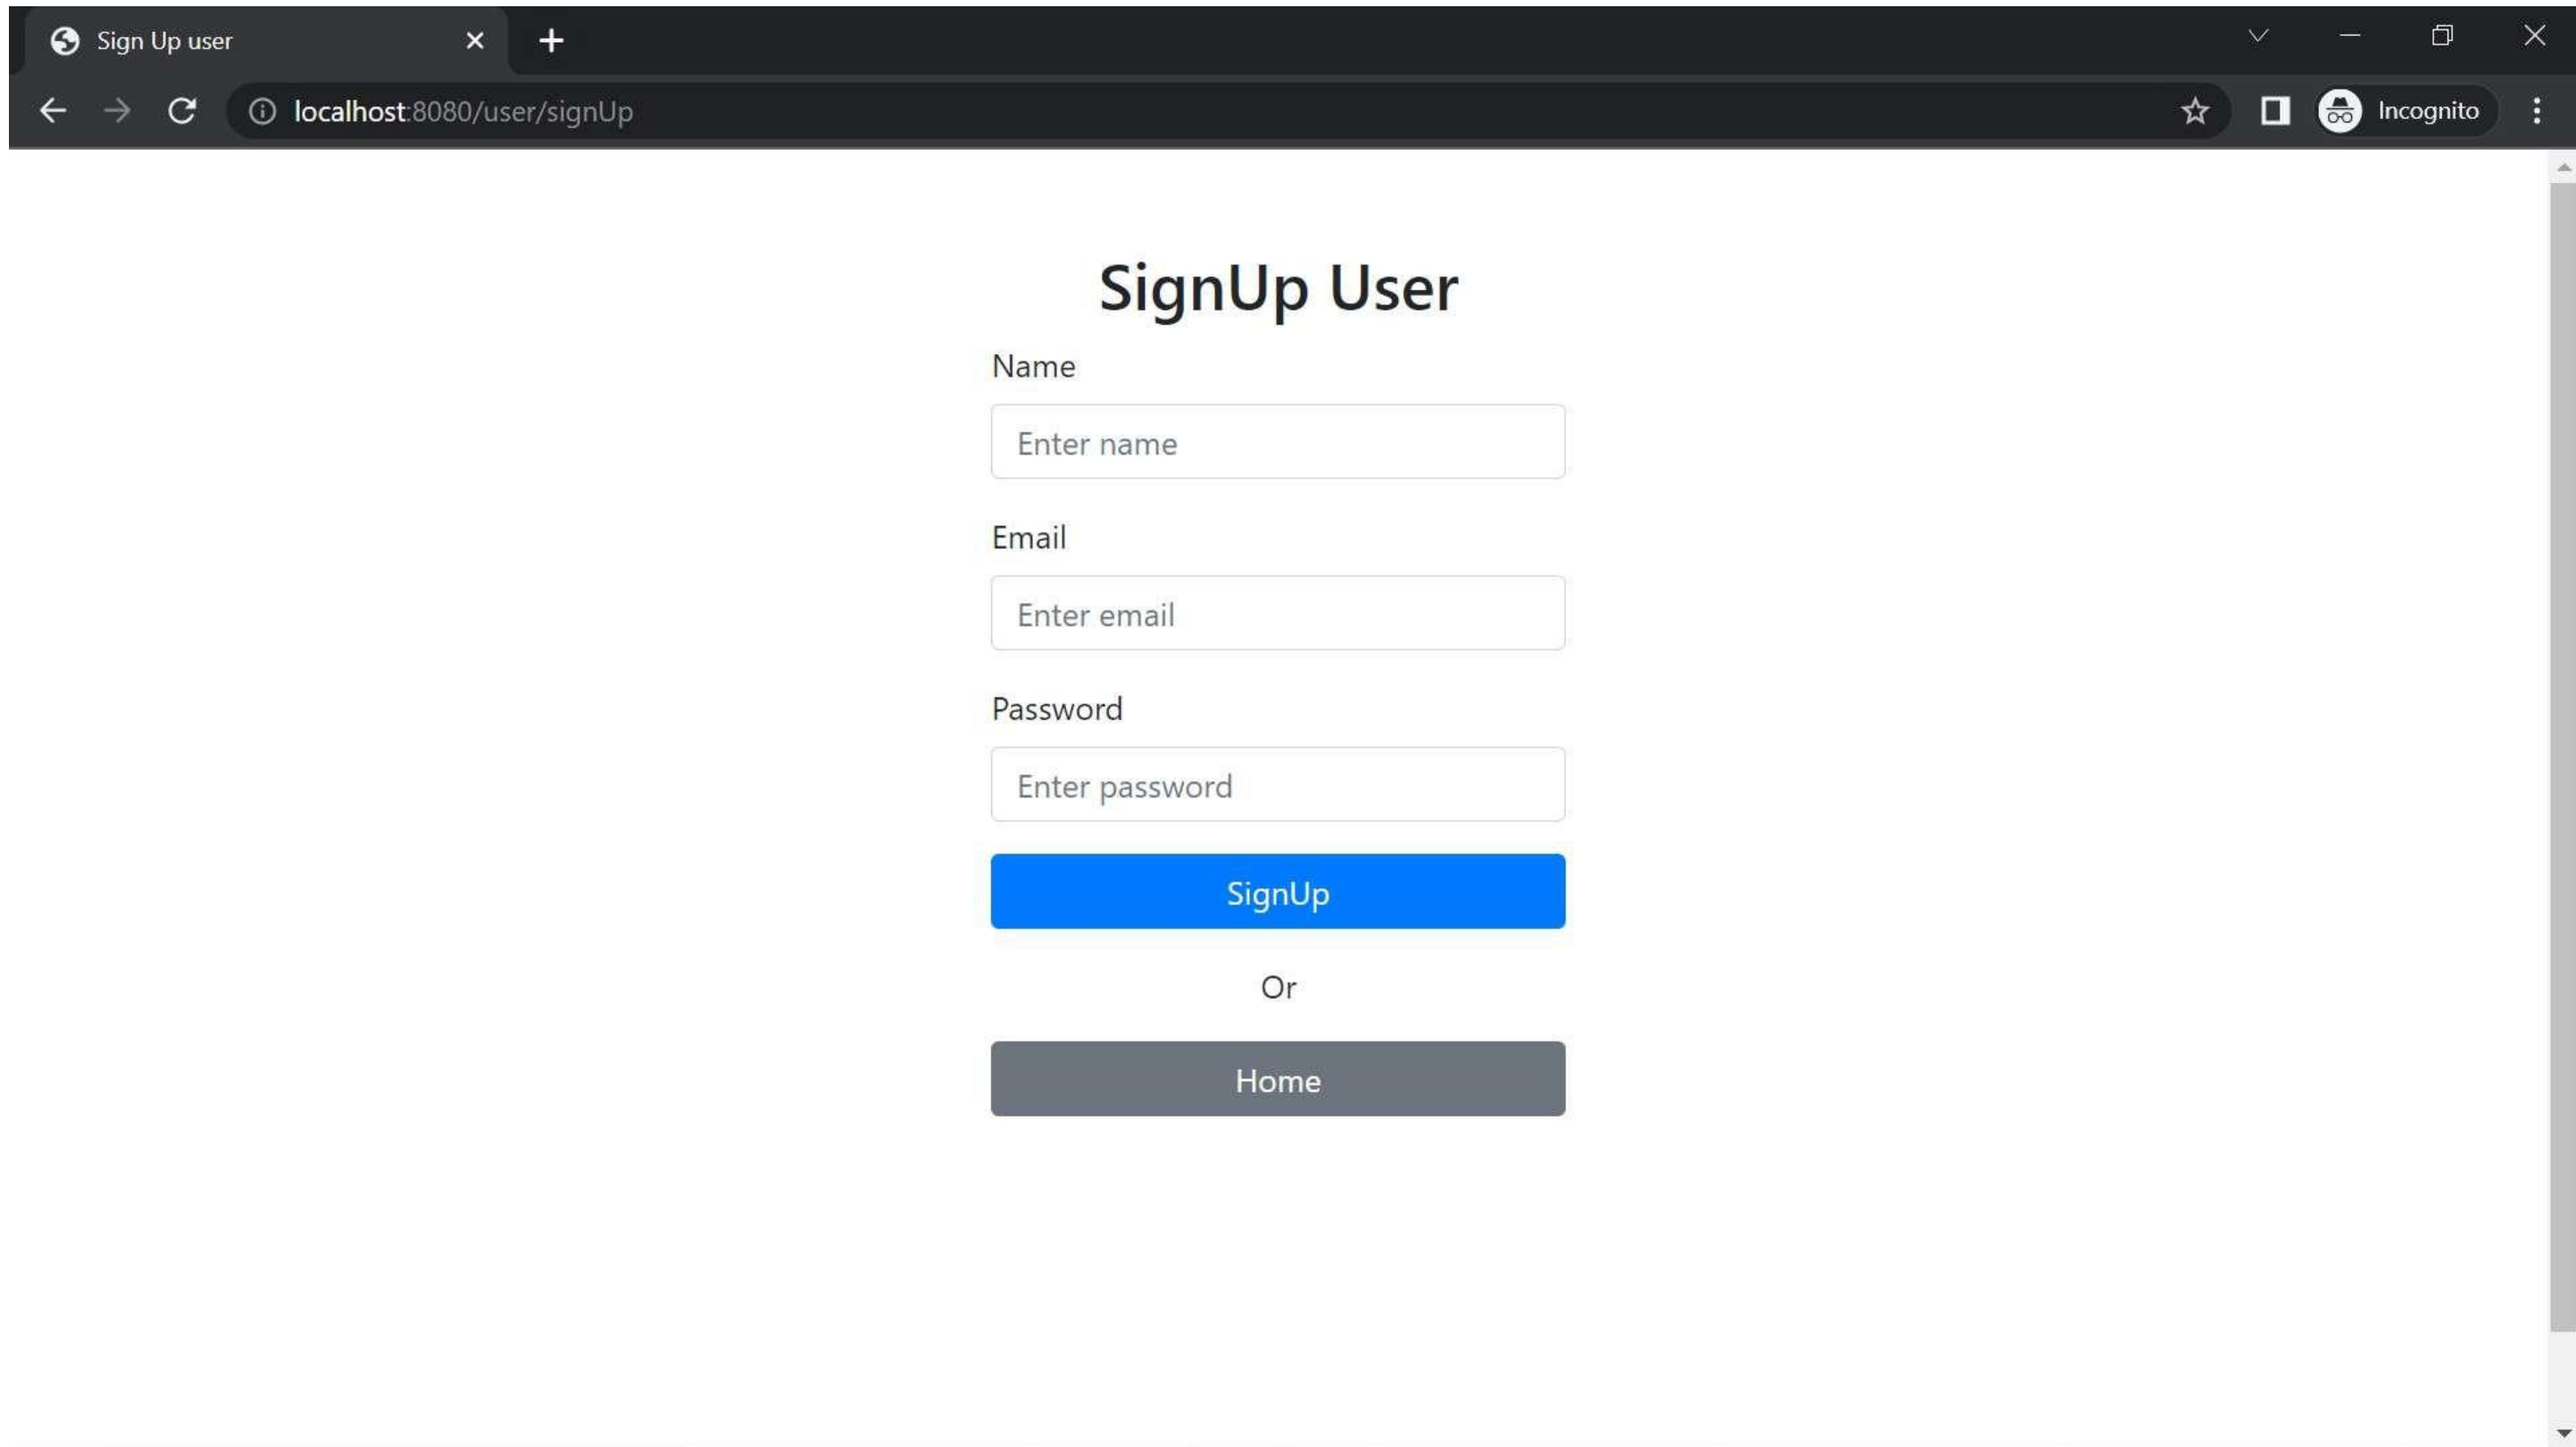 Sign Up user
localhost:8080/user/signUp
Incognito
SignUp User
Name
Enter name
Email
Enter email
Password
Enter password
SignUp
Or
Home